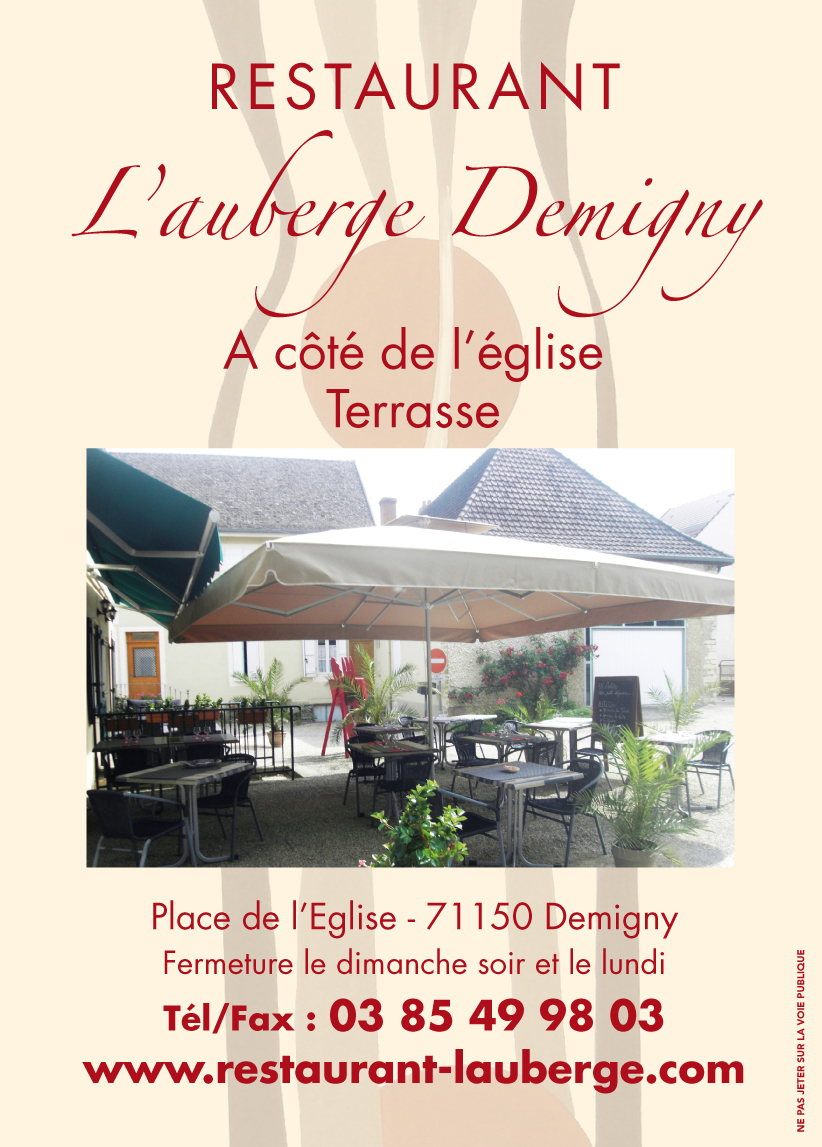 RESTAURANT
L'auberge Demigny
A côté de l'église
Terrasse
Place de l'Eglise - 71150 Demigny
Fermeture le dimanche soir et le lundi
Tél/Fax : 03 85 49 98 03
www.restaurant-lauberge.com
NE PAS JETER SUR LA VOIE PUBLIQUE